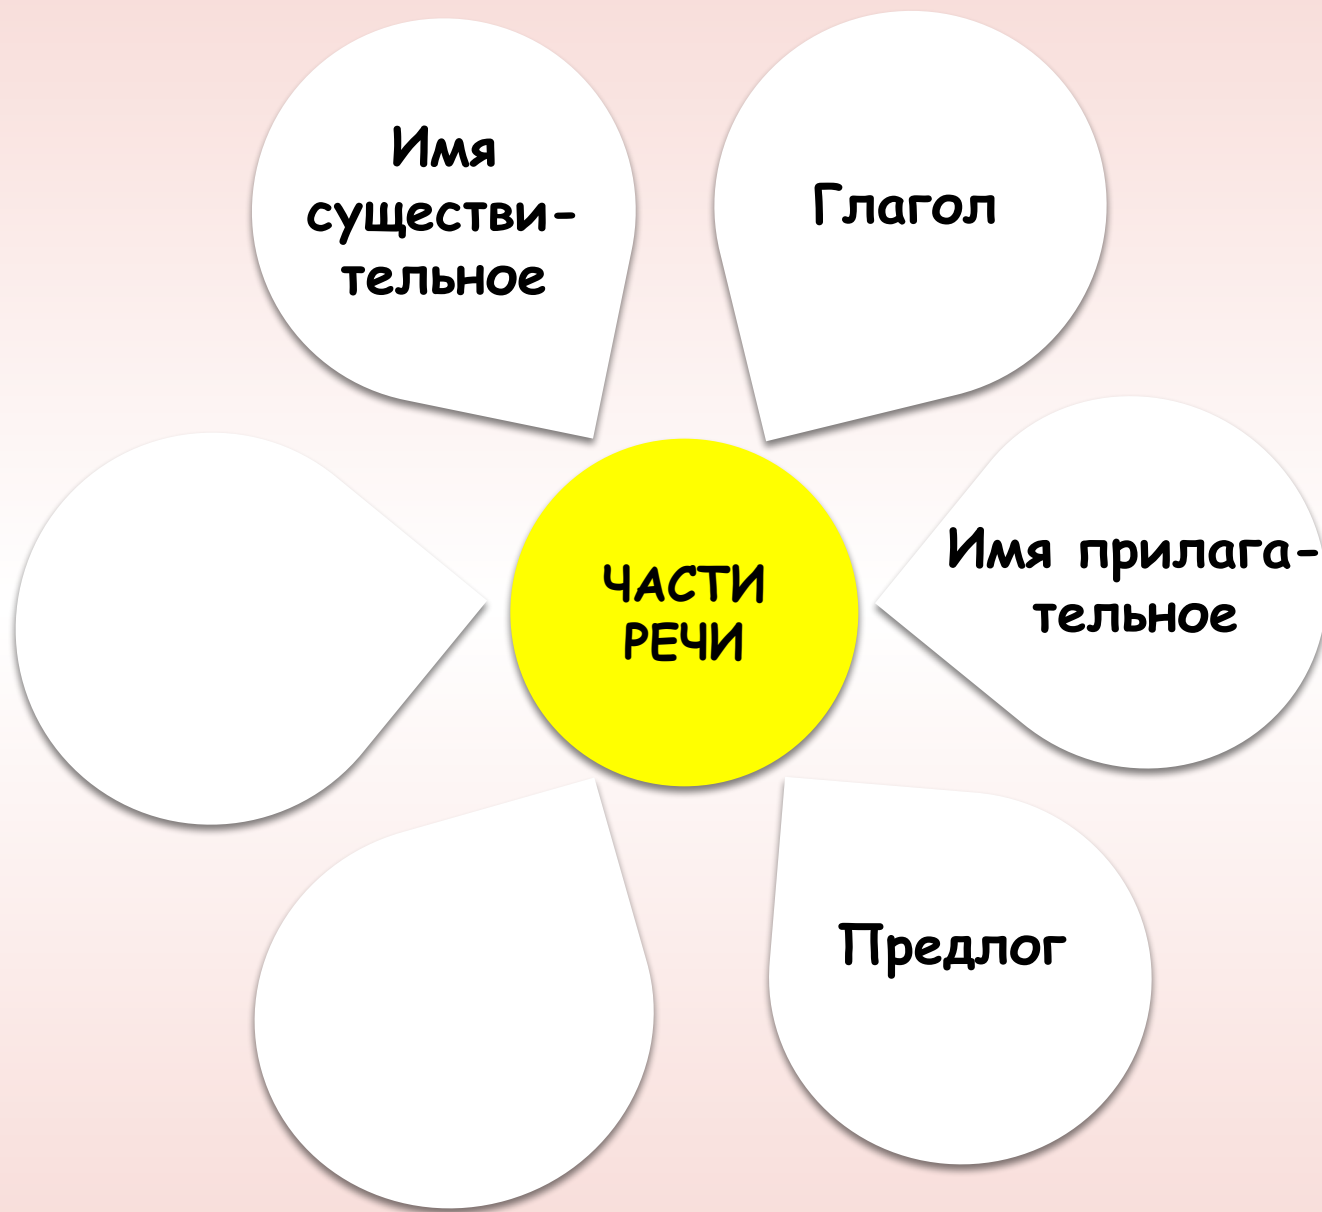 Имя
существи-
тельное
Глагол
Имя прилага-
тельное
ЧАСТИ
РЕЧИ
Предлог